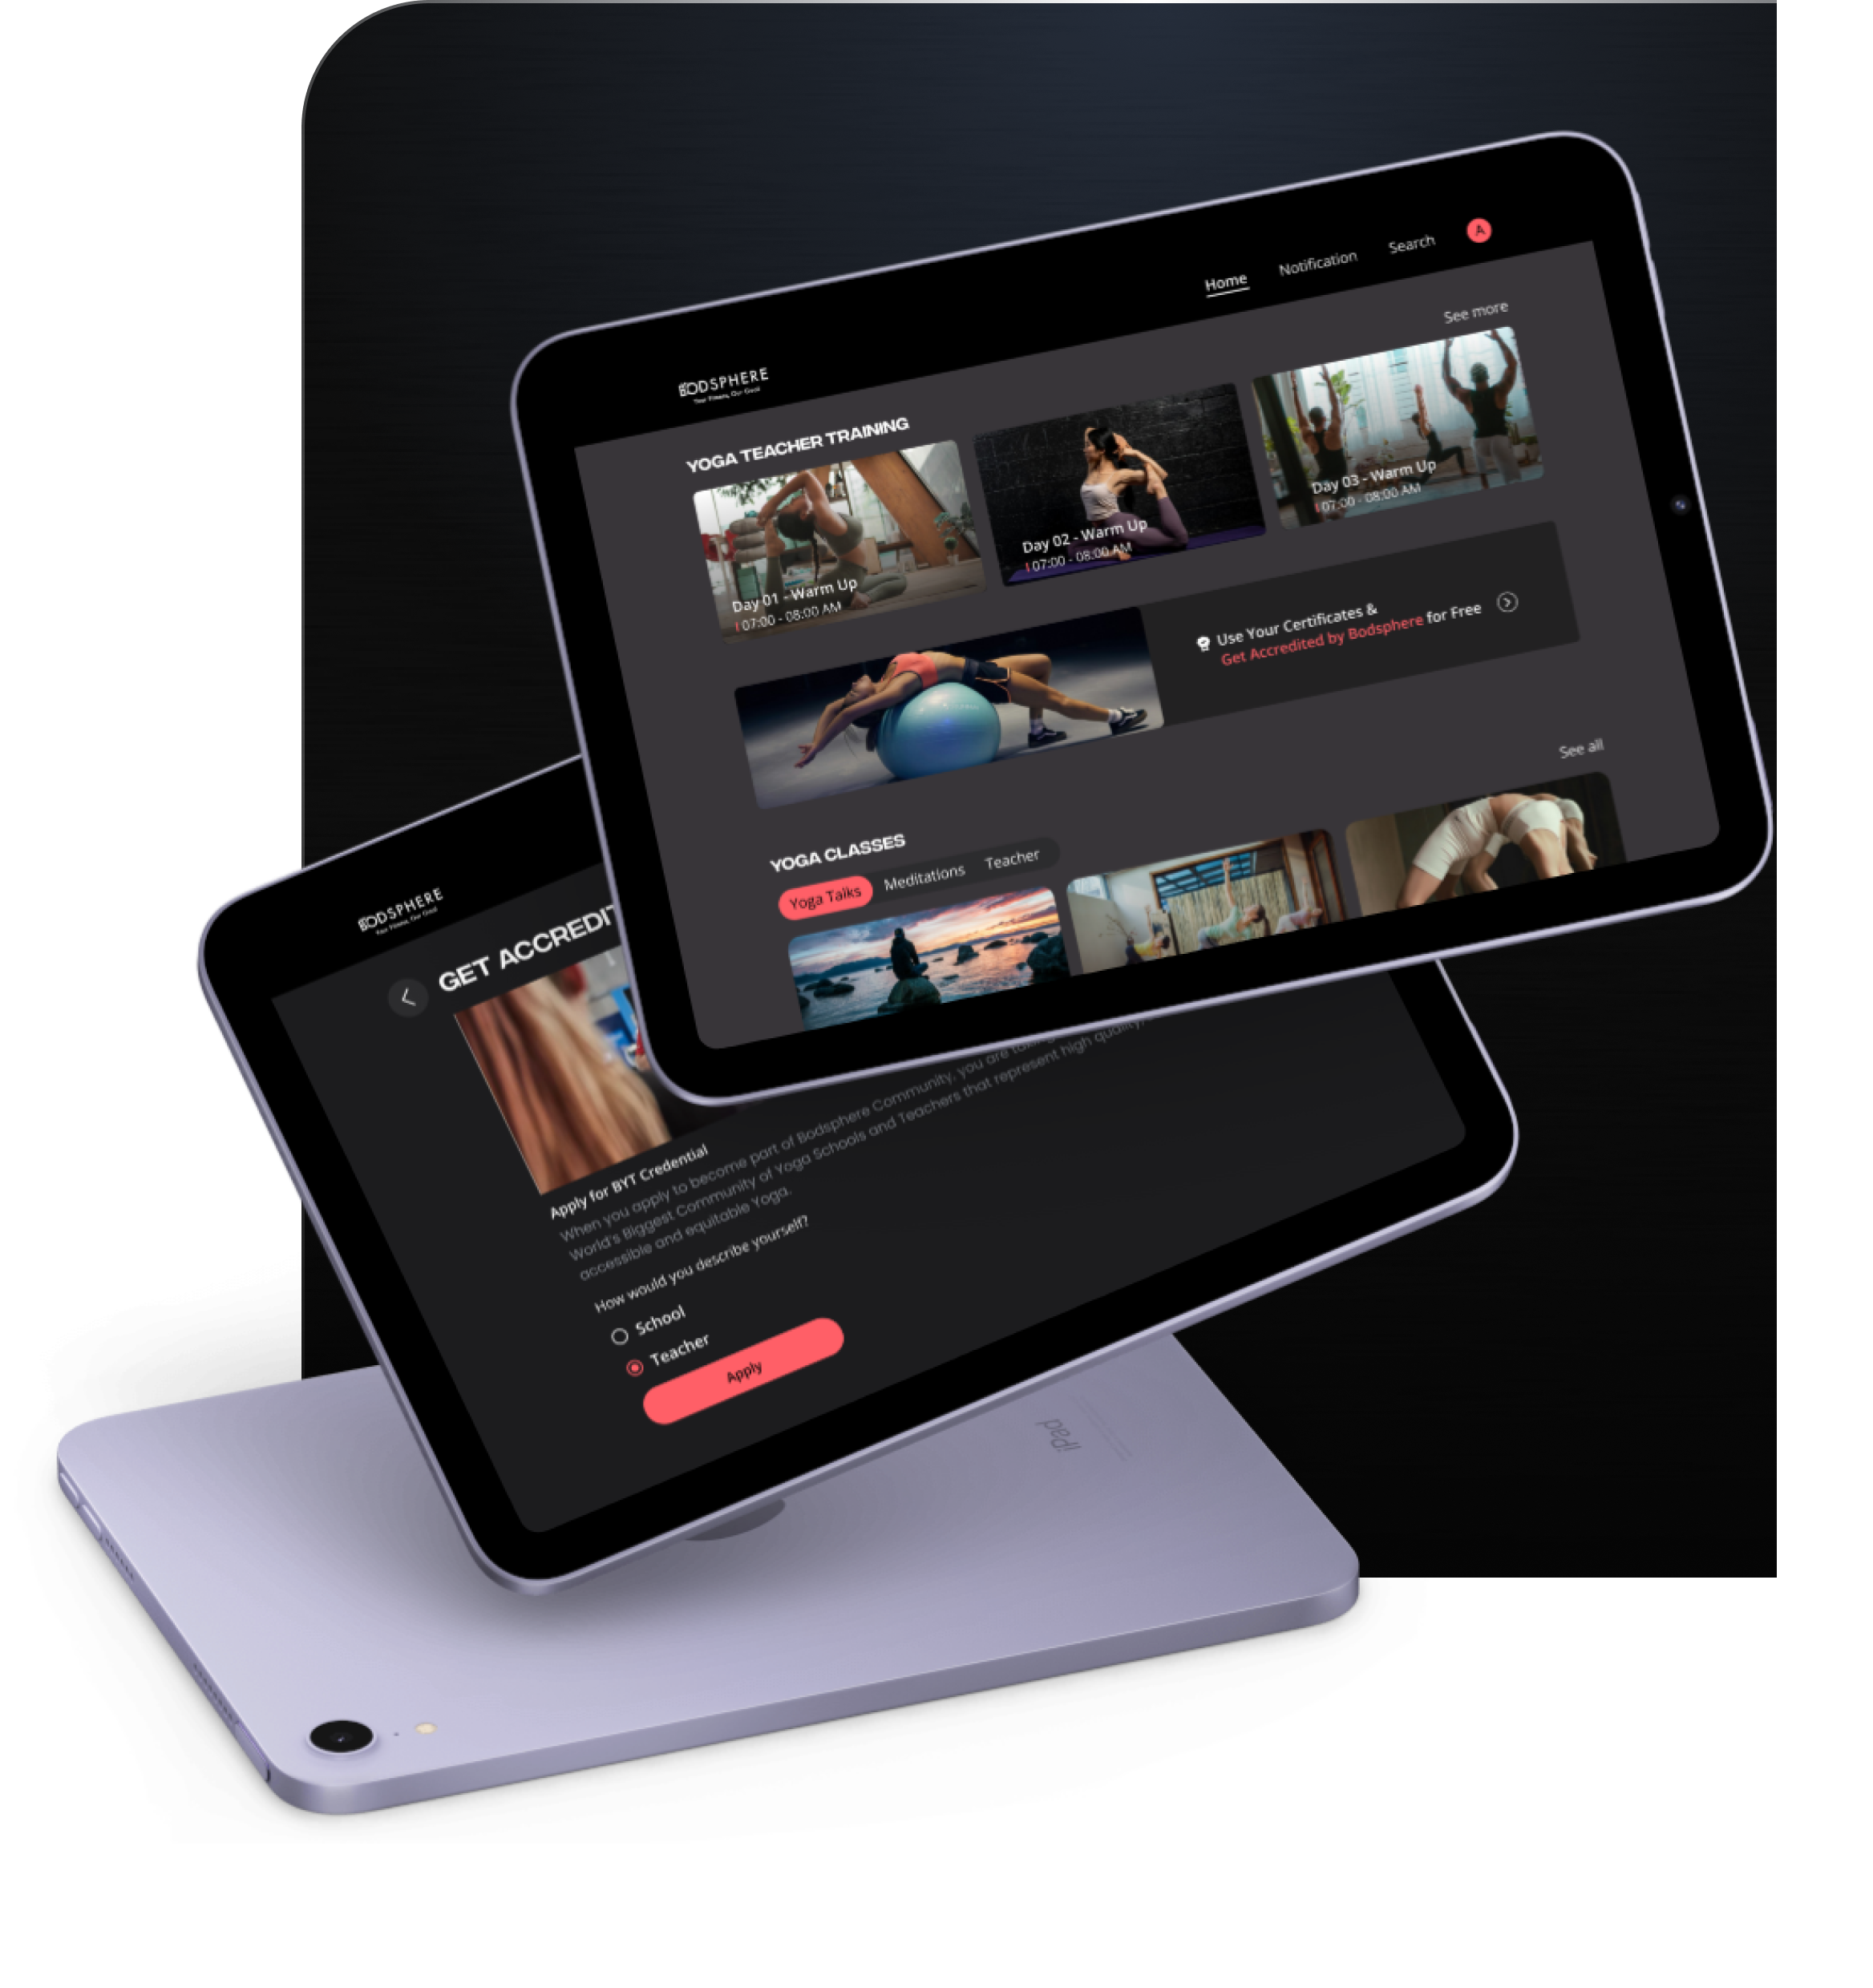 Home
Notification
Search
A
BODSPHERE
Your Fitness, Our Goal
YOGA TEACHER TRAINING
See more
Day 01 - Warm Up
07:00 - 08:00 AM
Day 02 - Warm Up
07:00 - 08:00 AM
Day 03 - Warm Up
07:00 - 08:00 AM
Use Your Certificates &
Get Accredited by Bodsphere for Free
YOGA CLASSES
See all
Yoga Talks
Meditations
Teacher
BODSPHERE
Your Fitness, Our Goal
GET ACCREDIT
Apply for BYT Credential
When you apply to become part of Bodsphere Community, you are
World's Biggest Community of Yoga Schools and Teachers that represent high quality,
accessible and equitable Yoga.
How would you describe yourself?
School
Teacher
Apply
iPad